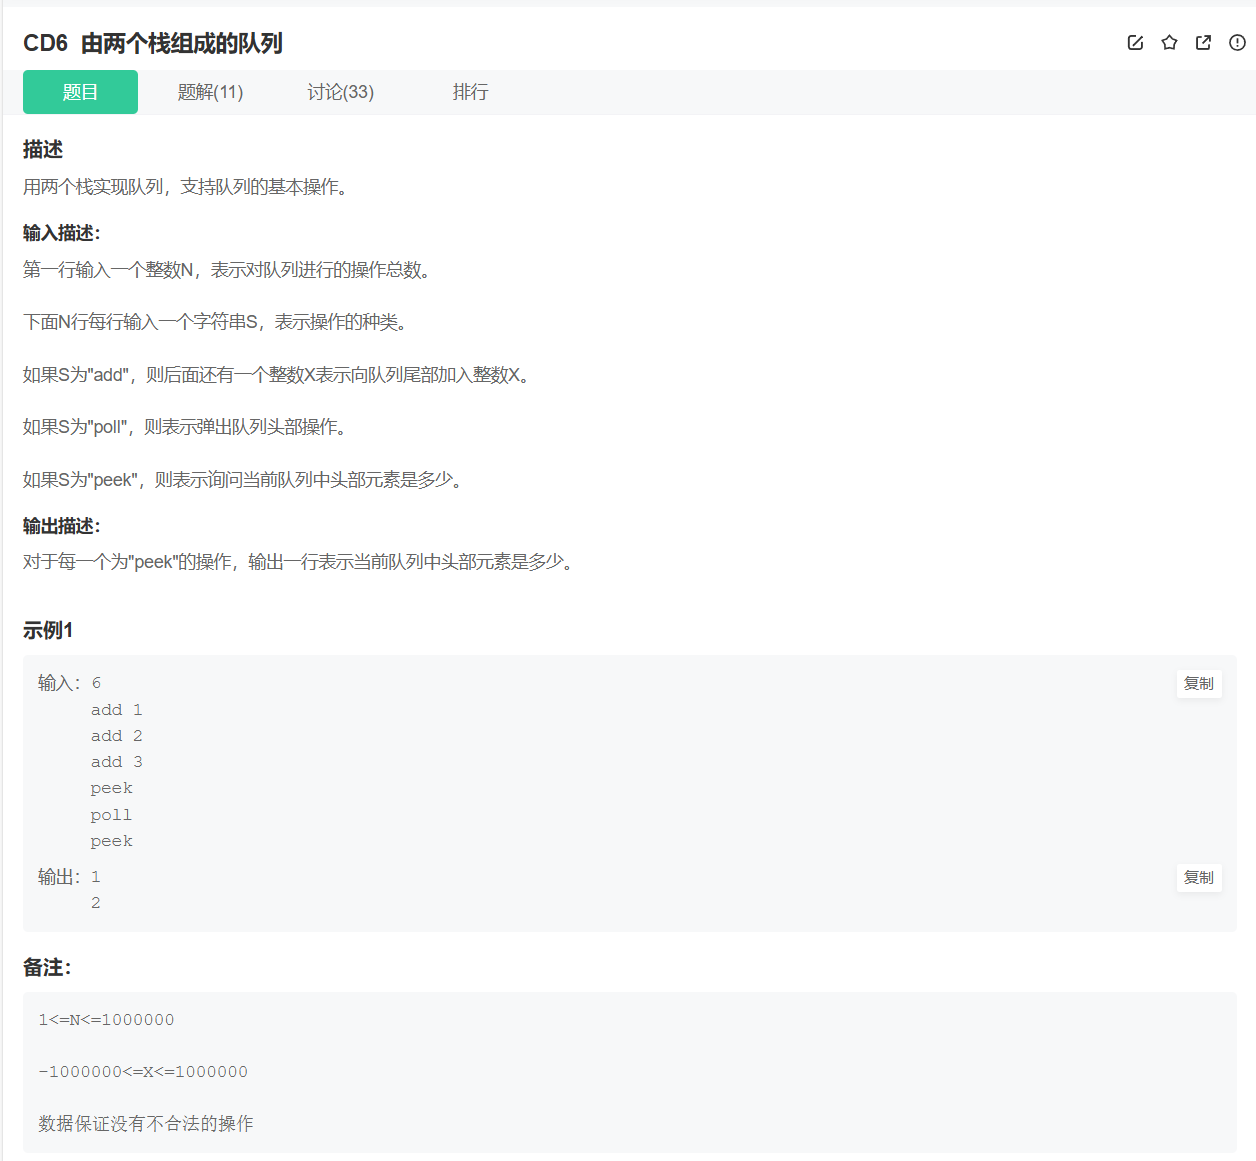 CD6 由两个栈组成的队列
题目 题解(11) 讨论(33) 排行
描述
用两个栈实现队列，支持队列的基本操作。
输入描述：
第一行输入一个整数N，表示对队列进行的操作总数。
下面N行每行输入一个字符串S，表示操作的种类。
如果S为"add"，则后面还有一个整数X表示向队列尾部加入整数X。
如果S为"poll"，则表示弹出队列头部操作。
如果S为"peek"，则表示询问当前队列中头部元素是多少。
输出描述：
对于每一个为"peek"的操作，输出一行表示当前队列中头部元素是多少。
示例1
输入：6 复制
add 1
add 2
add 3
peek
poll
peek
输出：1 复制
2
备注：
1<=N<=1000000
-1000000<=X<=1000000
数据保证没有不合法的操作